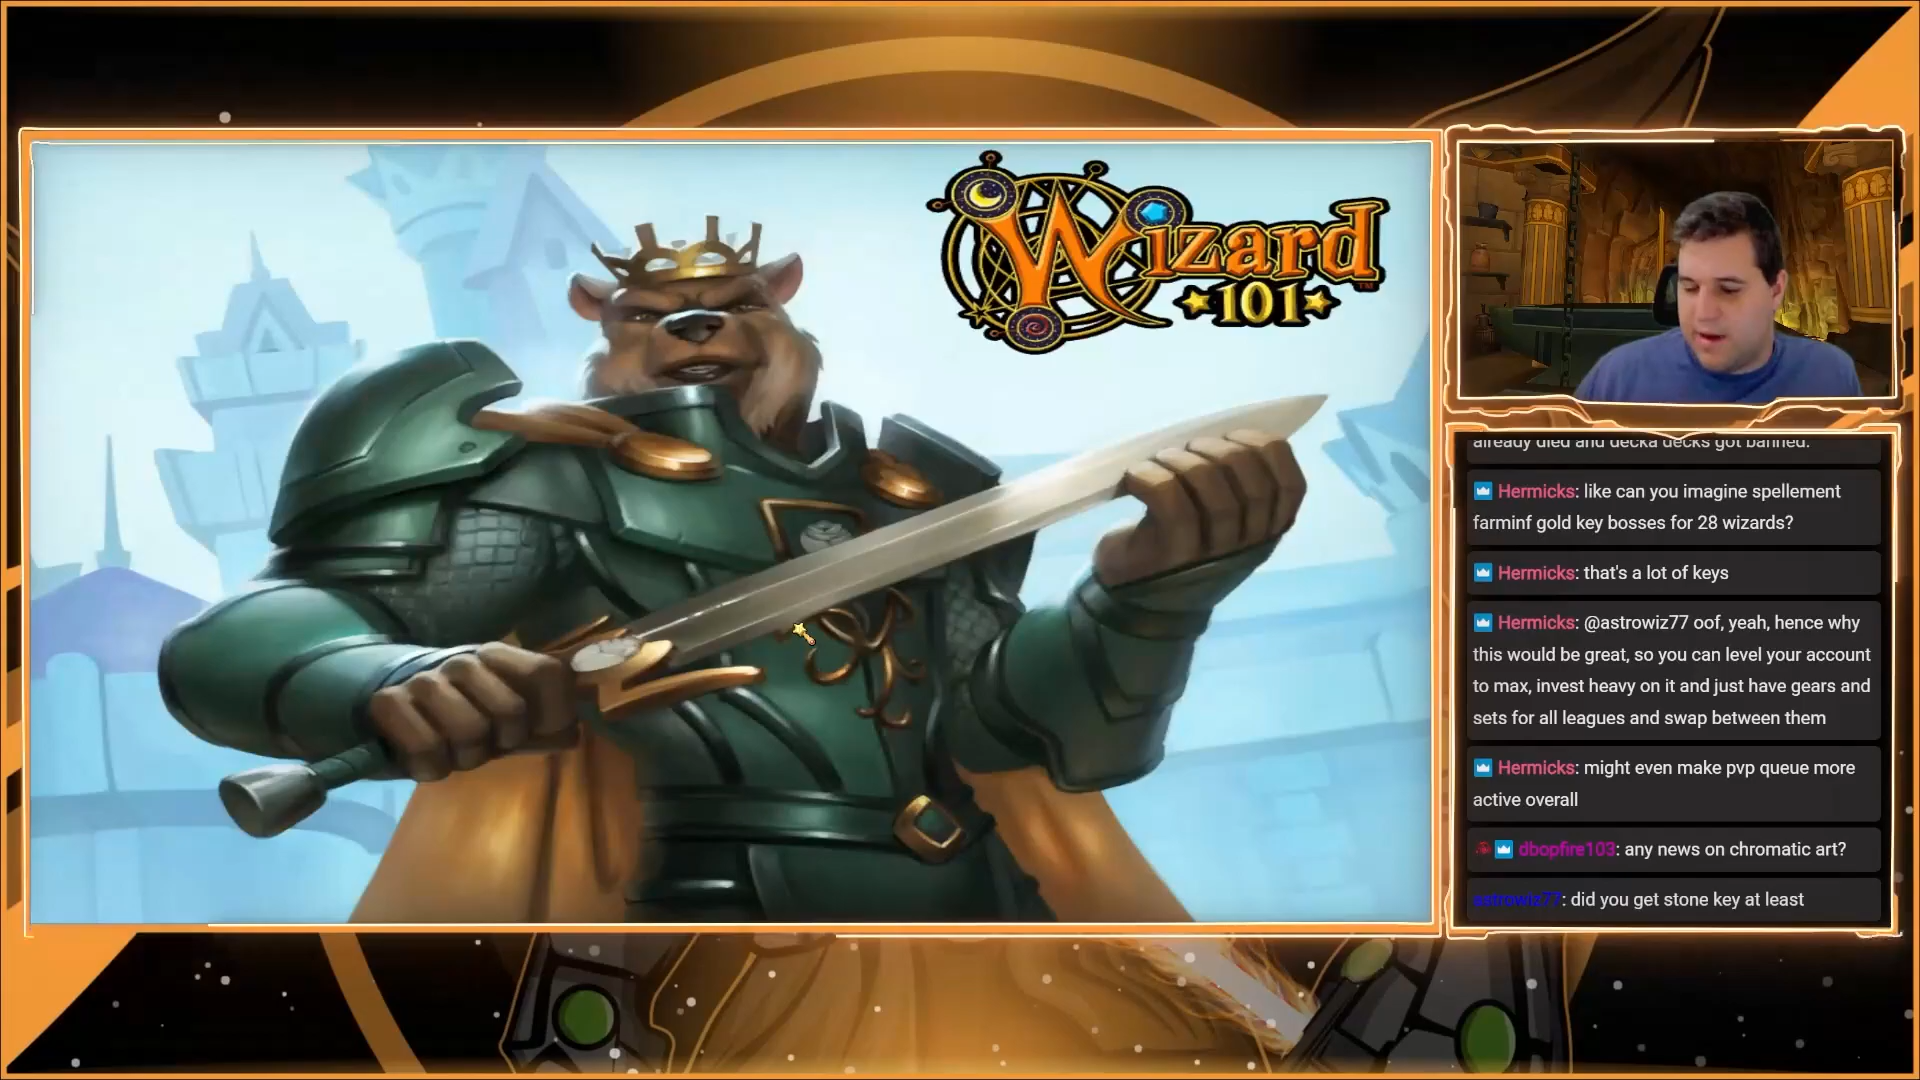 Wizard
101
TM
already died and decka decks got banned.
Hermicks: like can you imagine spellement
farminf gold key bosses for 28 wizards?
Hermicks: that's a lot of keys
Hermicks: @astrowiz77 oof, yeah, hence why
this would be great, so you can level your account
to max, invest heavy on it and just have gears and
sets for all leagues and swap between them
Hermicks: might even make pvp queue more
active overall
dbopfire103: any news on chromatic art?
astrowiz77: did you get stone key at least